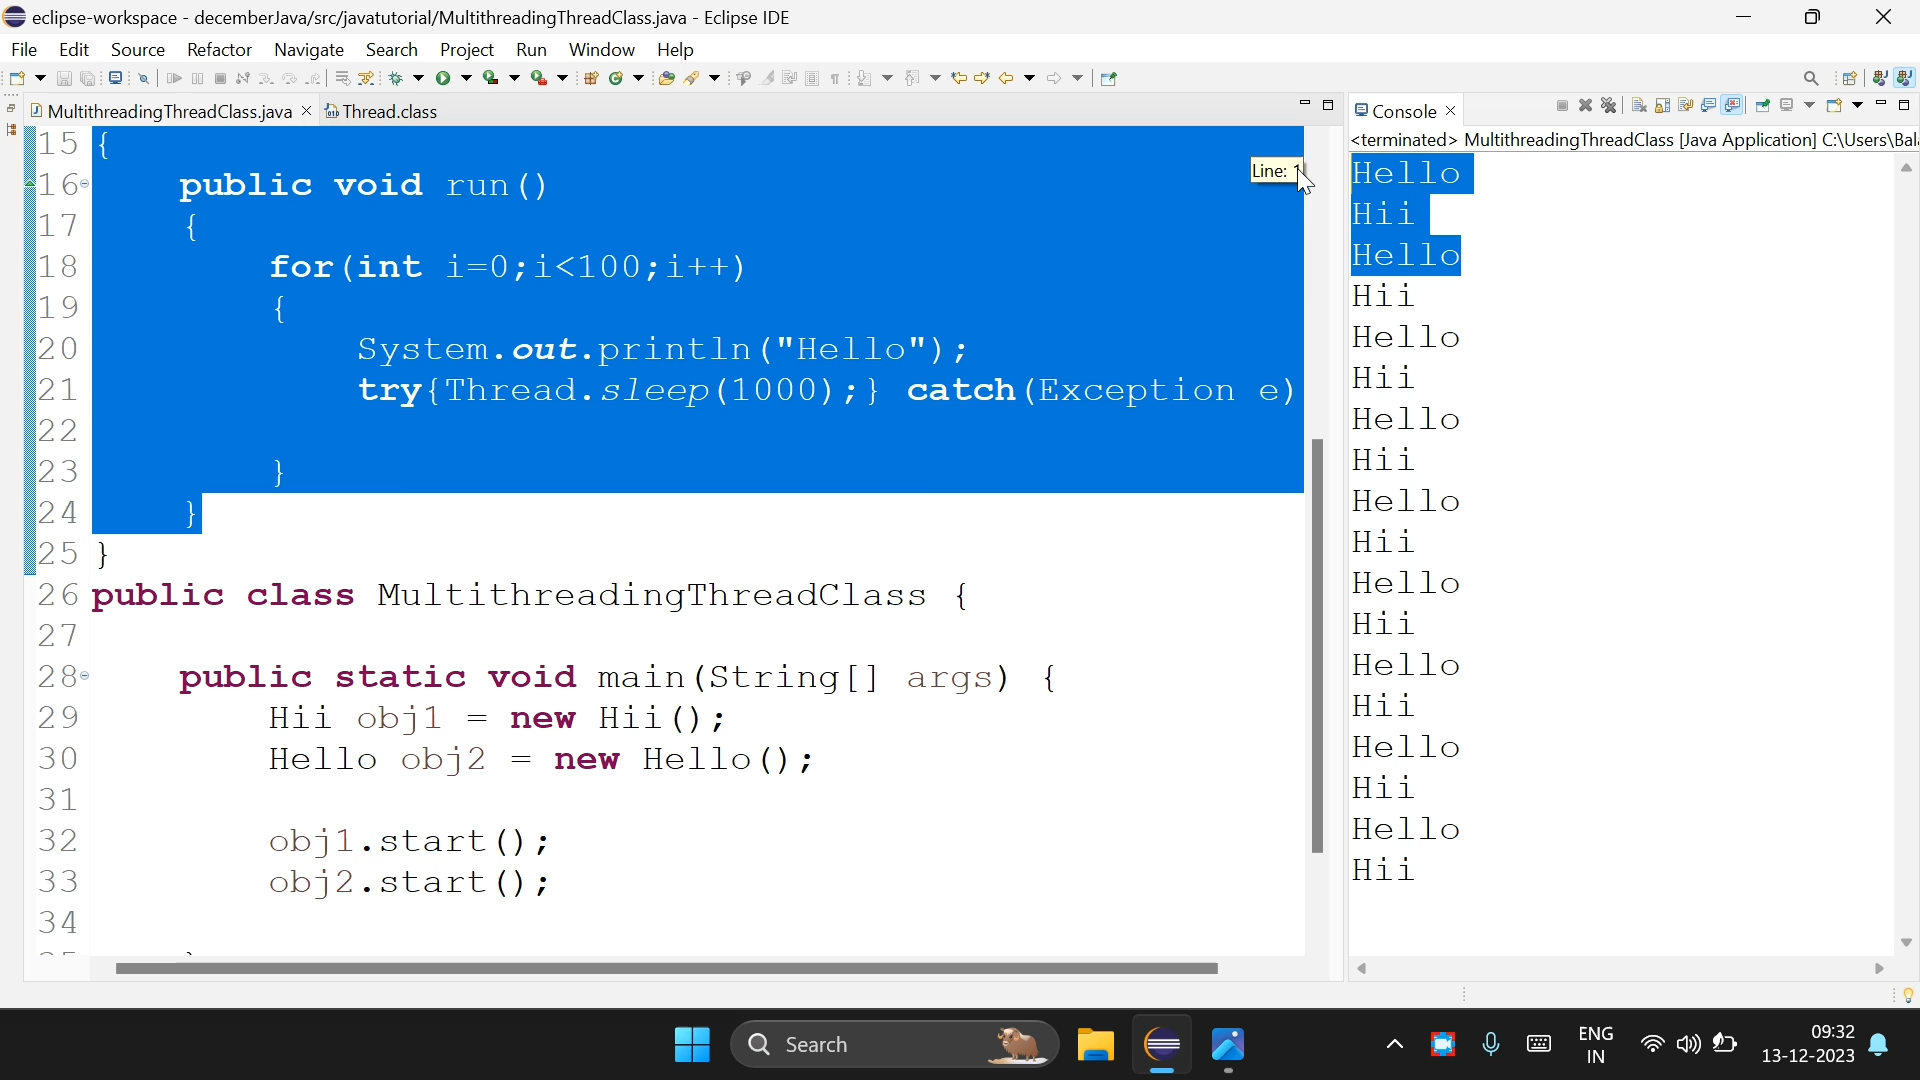 eclipse-workspace - decemberJava/src/javatutorial/MultithreadingThreadClass.java - Eclipse IDE
File Edit Source Refactor Navigate Search Project Run Window Help
MultithreadingThreadClass.java Thread.class
15 {
16 public void run()
17 {
18 for(int i=0;i<100;i++)
19 {
20 System.out.println("Hello");
21 try{Thread.sleep(1000);} catch(Exception e)
22
23 }
24 }
25 }
26 public class MultithreadingThreadClass {
27
28 public static void main(String[] args) {
29 Hii obj1 = new Hii();
30 Hello obj2 = new Hello();
31
32 obj1.start();
33 obj2.start();
34
Line:
Console
<terminated> MultithreadingThreadClass [Java Application] C:\Users\Bal
Hello
Hii
Hello
Hii
Hello
Hii
Hello
Hii
Hello
Hii
Hello
Hii
Hello
Hii
Hello
Hii
Hello
Hii
Search
ENG
IN
09:32
13-12-2023